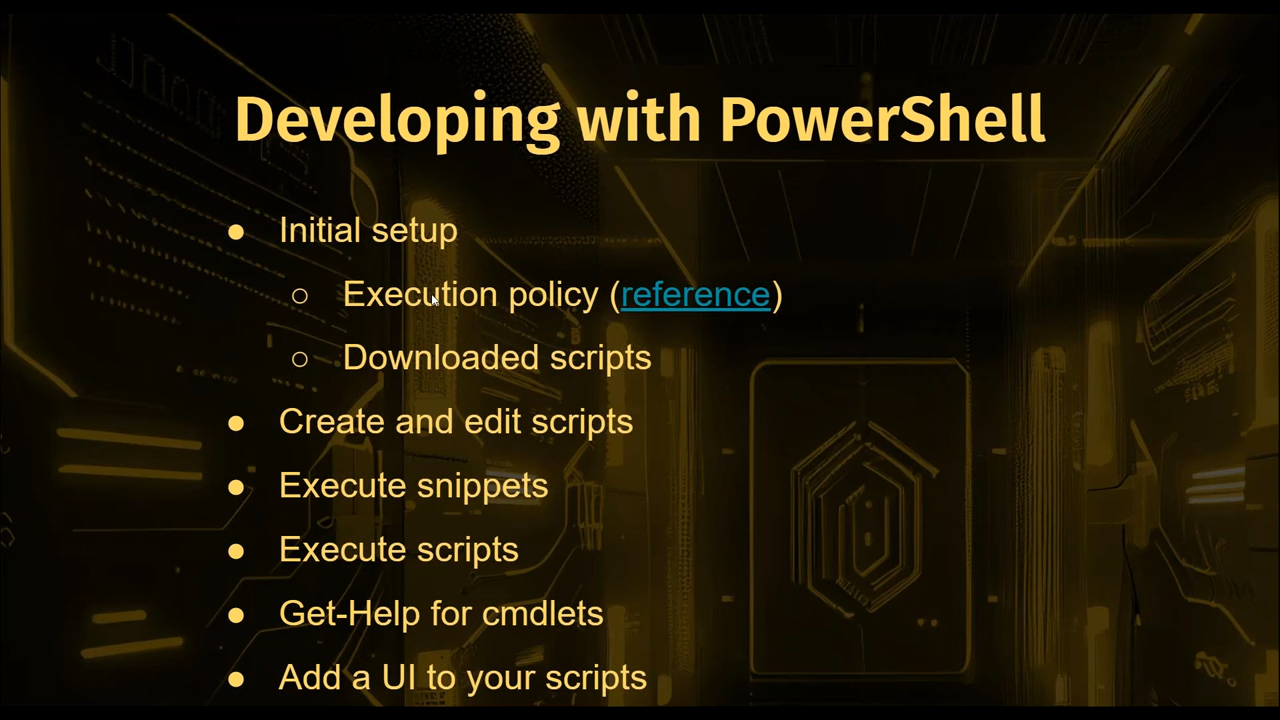 Developing with PowerShell
● Initial setup
○ Execution policy (reference)
○ Downloaded scripts
● Create and edit scripts
● Execute snippets
● Execute scripts
● Get-Help for cmdlets
● Add a UI to your scripts